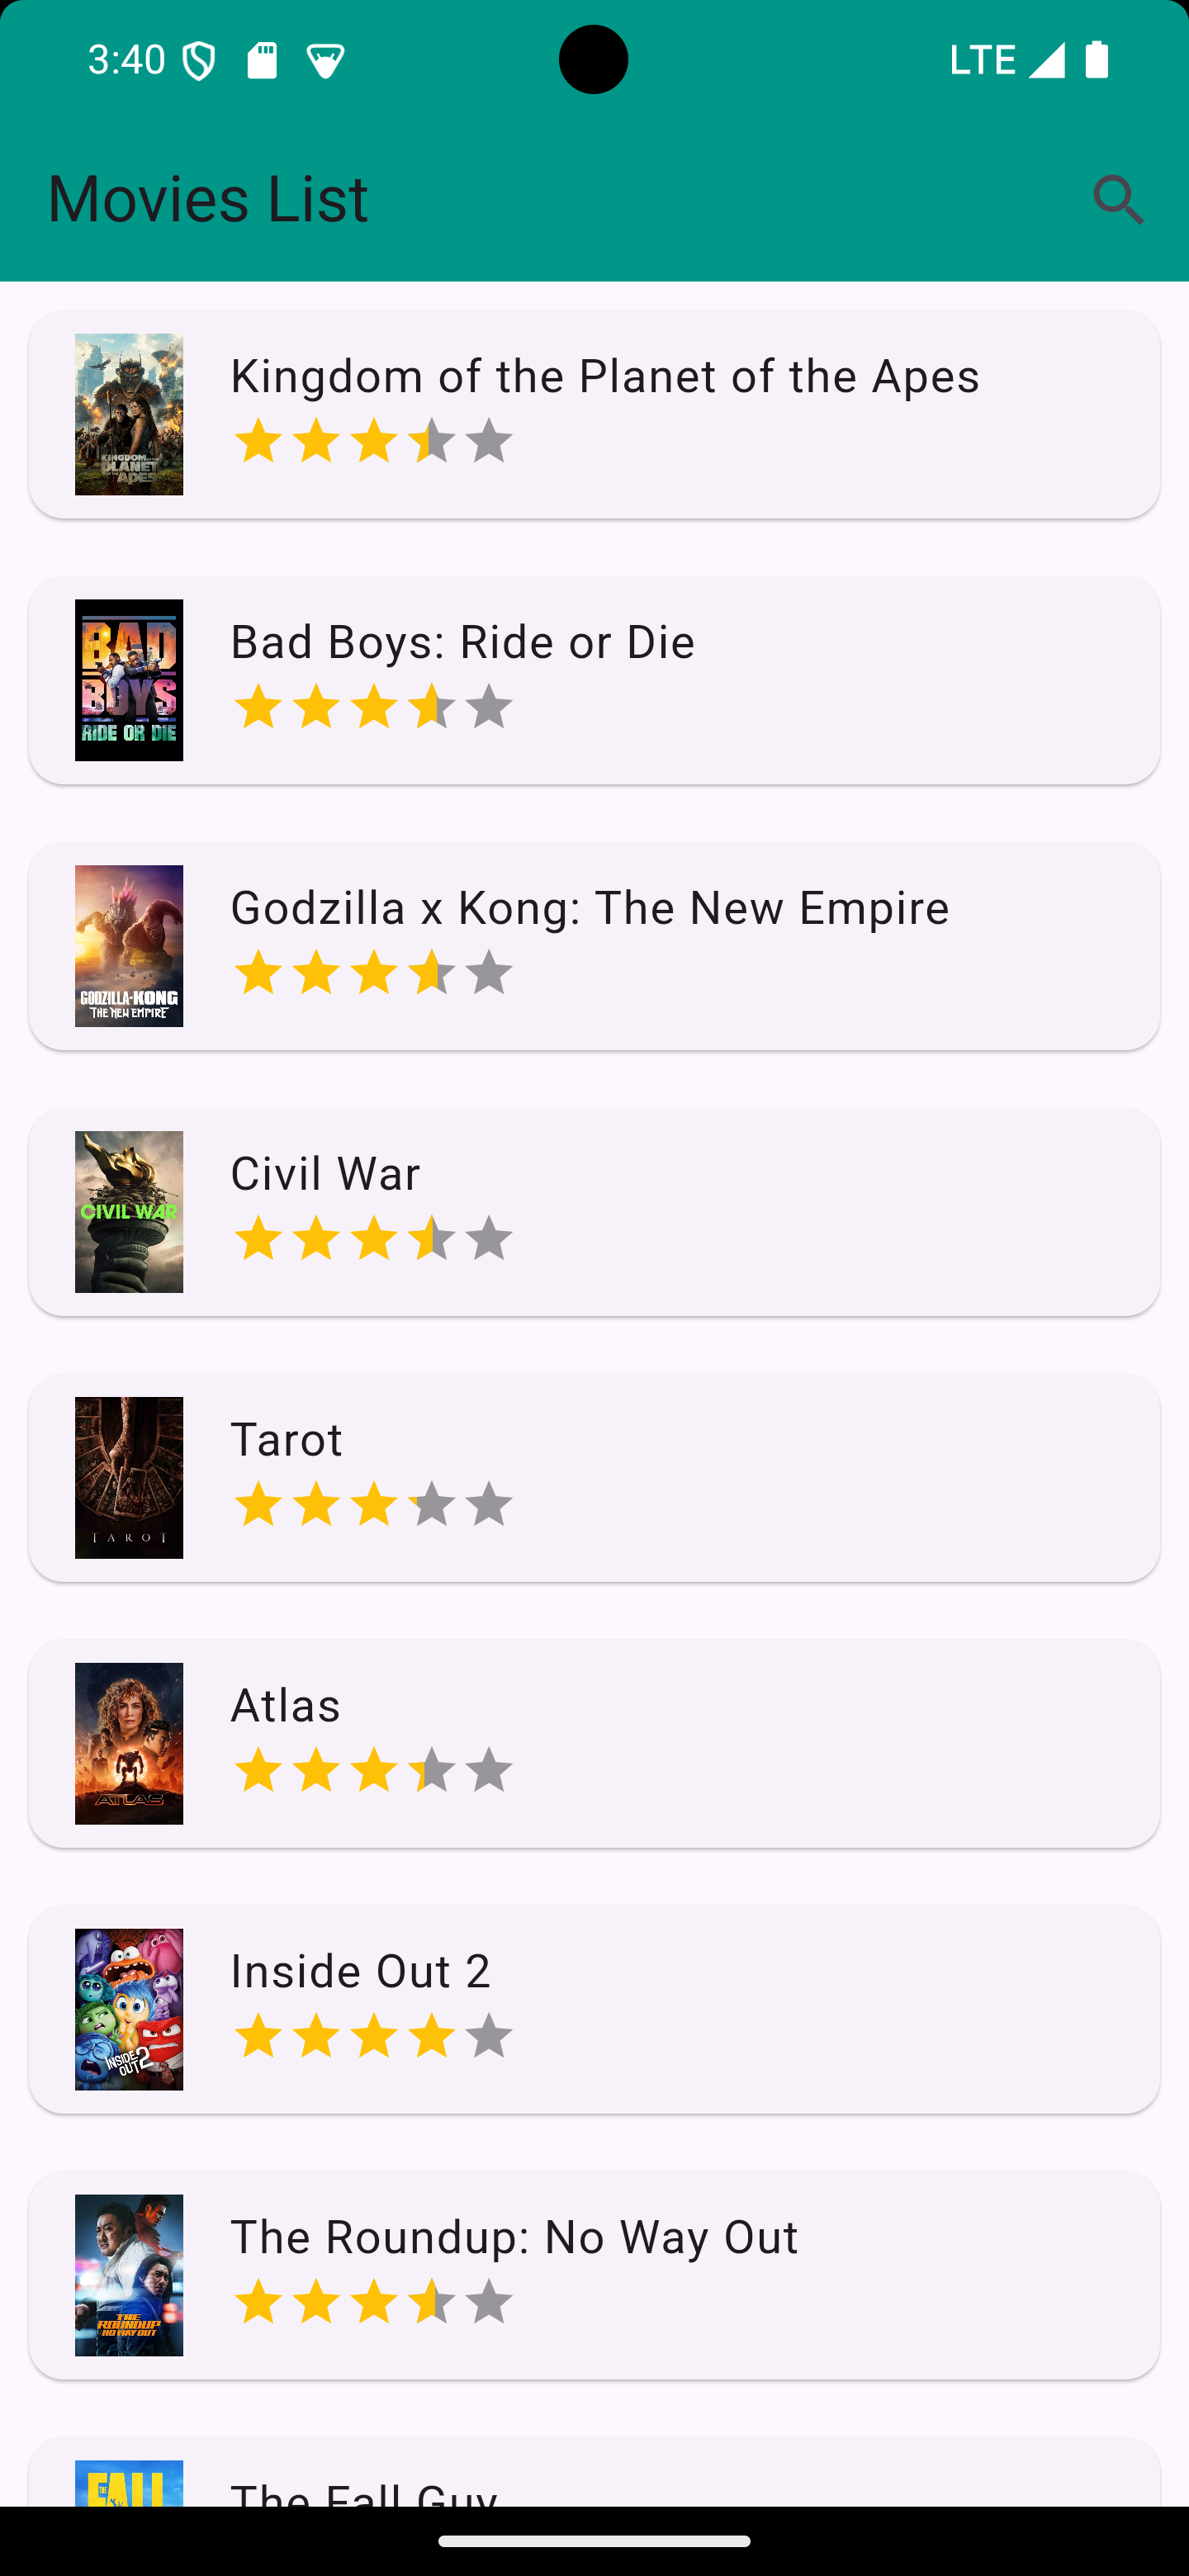 3:40
LTE
Movies List
KINGDOM OF THE
PLANET
OF THE
APES
Kingdom of the Planet of the Apes
BAD
BOYS
RIDE OR DIE
Bad Boys: Ride or Die
GODZILLA-KONG
THE NEW EMPIRE
Godzilla x Kong: The New Empire
CIVIL WAR
Civil War
TAROT
Tarot
ATLAS
Atlas
INSIDE
OUT 2
Inside Out 2
THE
ROUNDUP
NO WAY OUT
The Roundup: No Way Out
THE
FALL
The Fall Guy